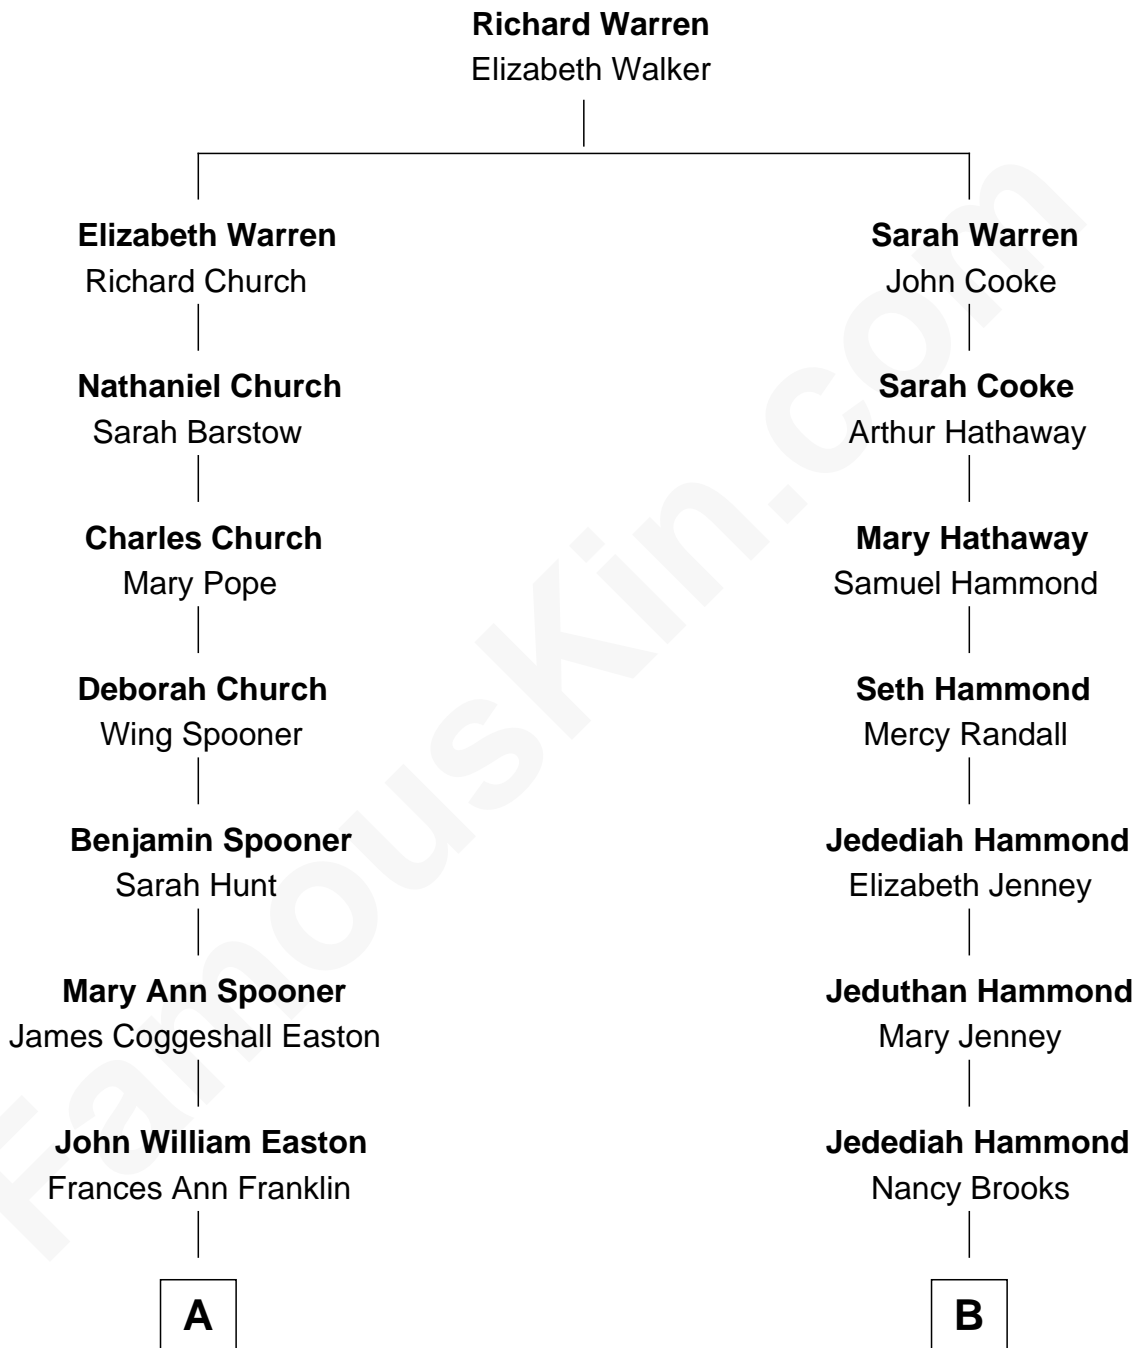 Richard Warren
Elizabeth Walker
Elizabeth Warren
Richard Church
Sarah Warren
John Cooke
Nathaniel Church
Sarah Barstow
Sarah Cooke
Arthur Hathaway
Charles Church
Mary Pope
Mary Hathaway
Samuel Hammond
Deborah Church
Wing Spooner
Seth Hammond
Mercy Randall
Benjamin Spooner
Sarah Hunt
Jedediah Hammond
Elizabeth Jenney
Mary Ann Spooner
James Coggeshall Easton
Jeduthan Hammond
Mary Jenney
John William Easton
Frances Ann Franklin
Jedediah Hammond
Nancy Brooks
A
B
FamousKin.com